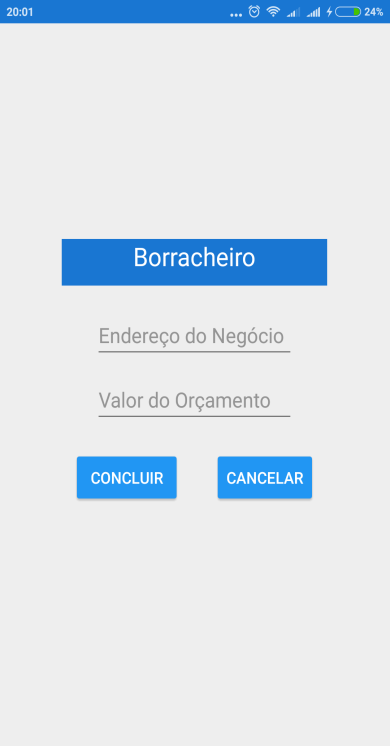 20:01 ... 24%
Borracheiro
Endereço do Negócio
Valor do Orçamento
CONCLUIR CANCELAR